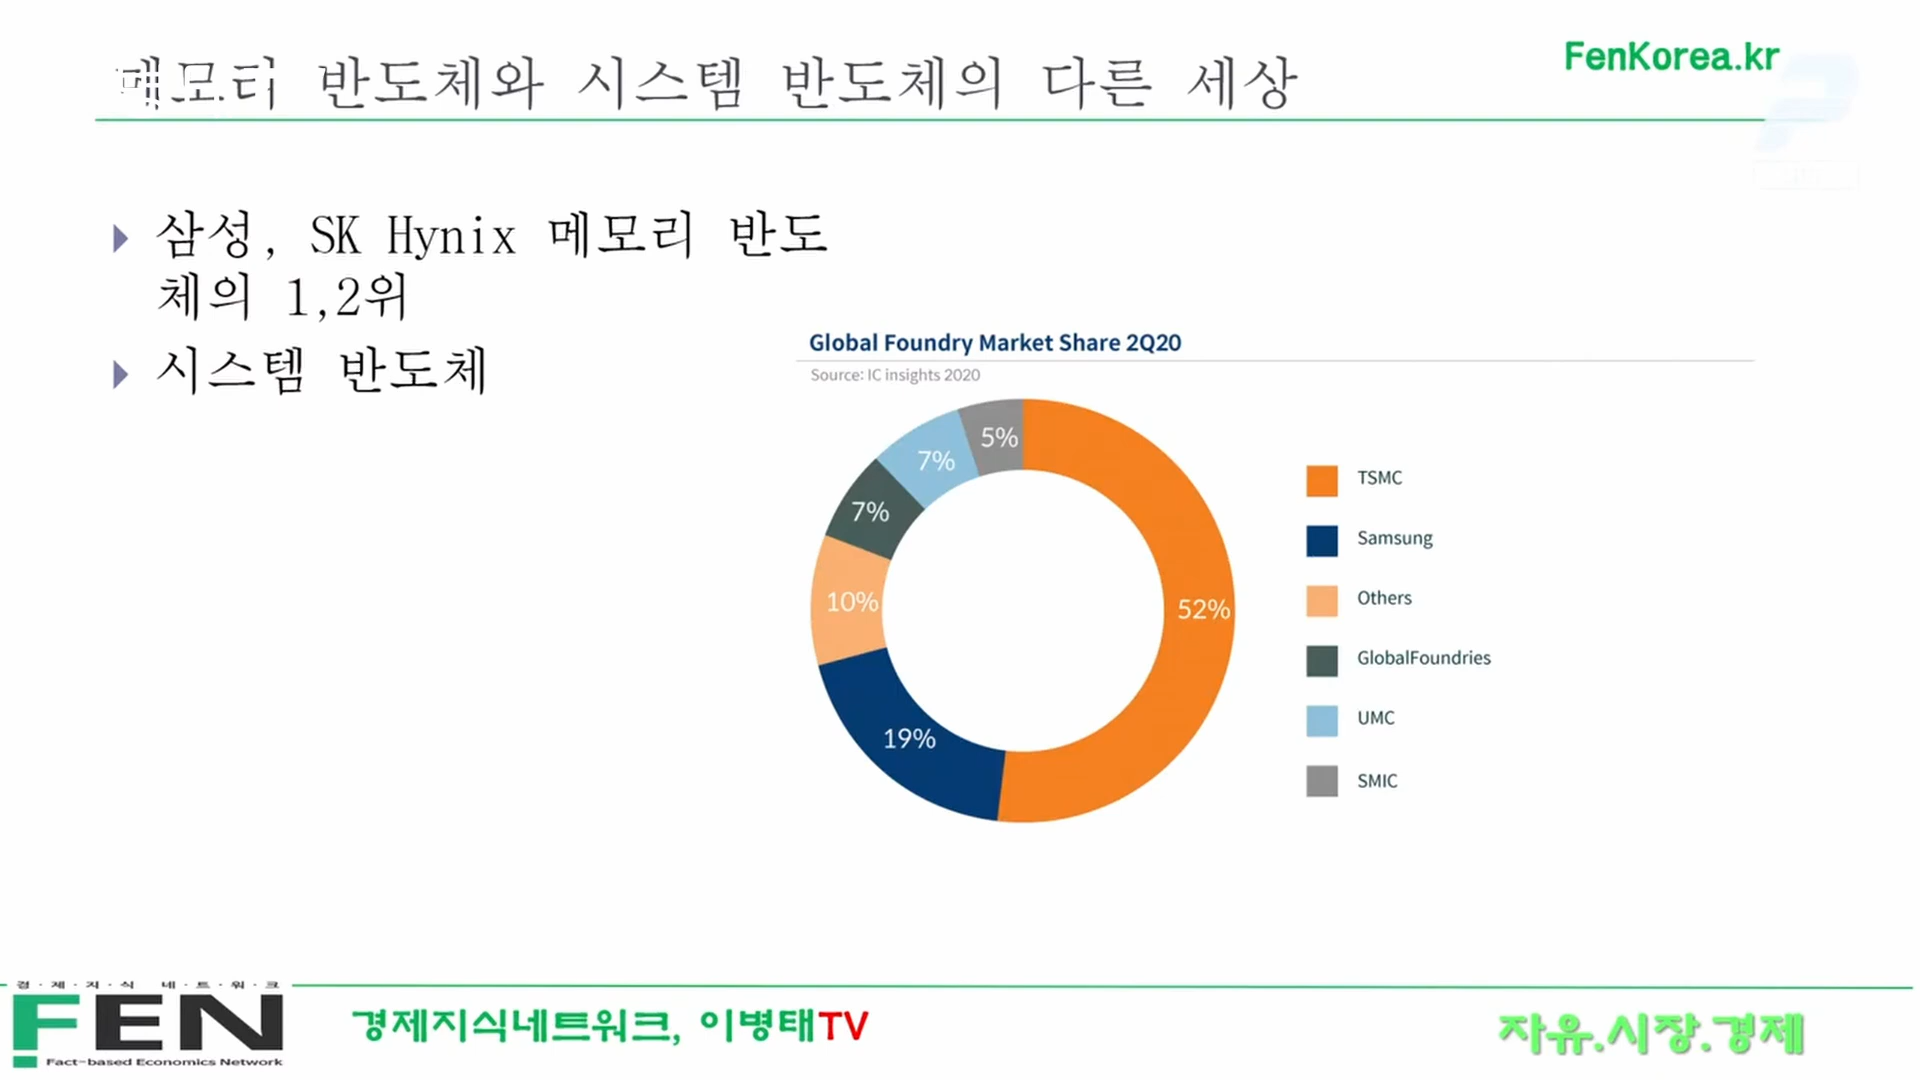 메모리 반도체와 시스템 반도체의 다른 세상
FenKorea.kr
삼성, SK Hynix 메모리 반도
체의 1,2위
시스템 반도체
Global Foundry Market Share 2Q20
Source: IC insights 2020
5%
7%
7%
10%
52%
19%
TSMC
Samsung
Others
GlobalFoundries
UMC
SMIC
경·제·지·식 네·트·워·크
FEN
Fact-based Economics Network
경제지식네트워크, 이병태TV
자유.시장.경제